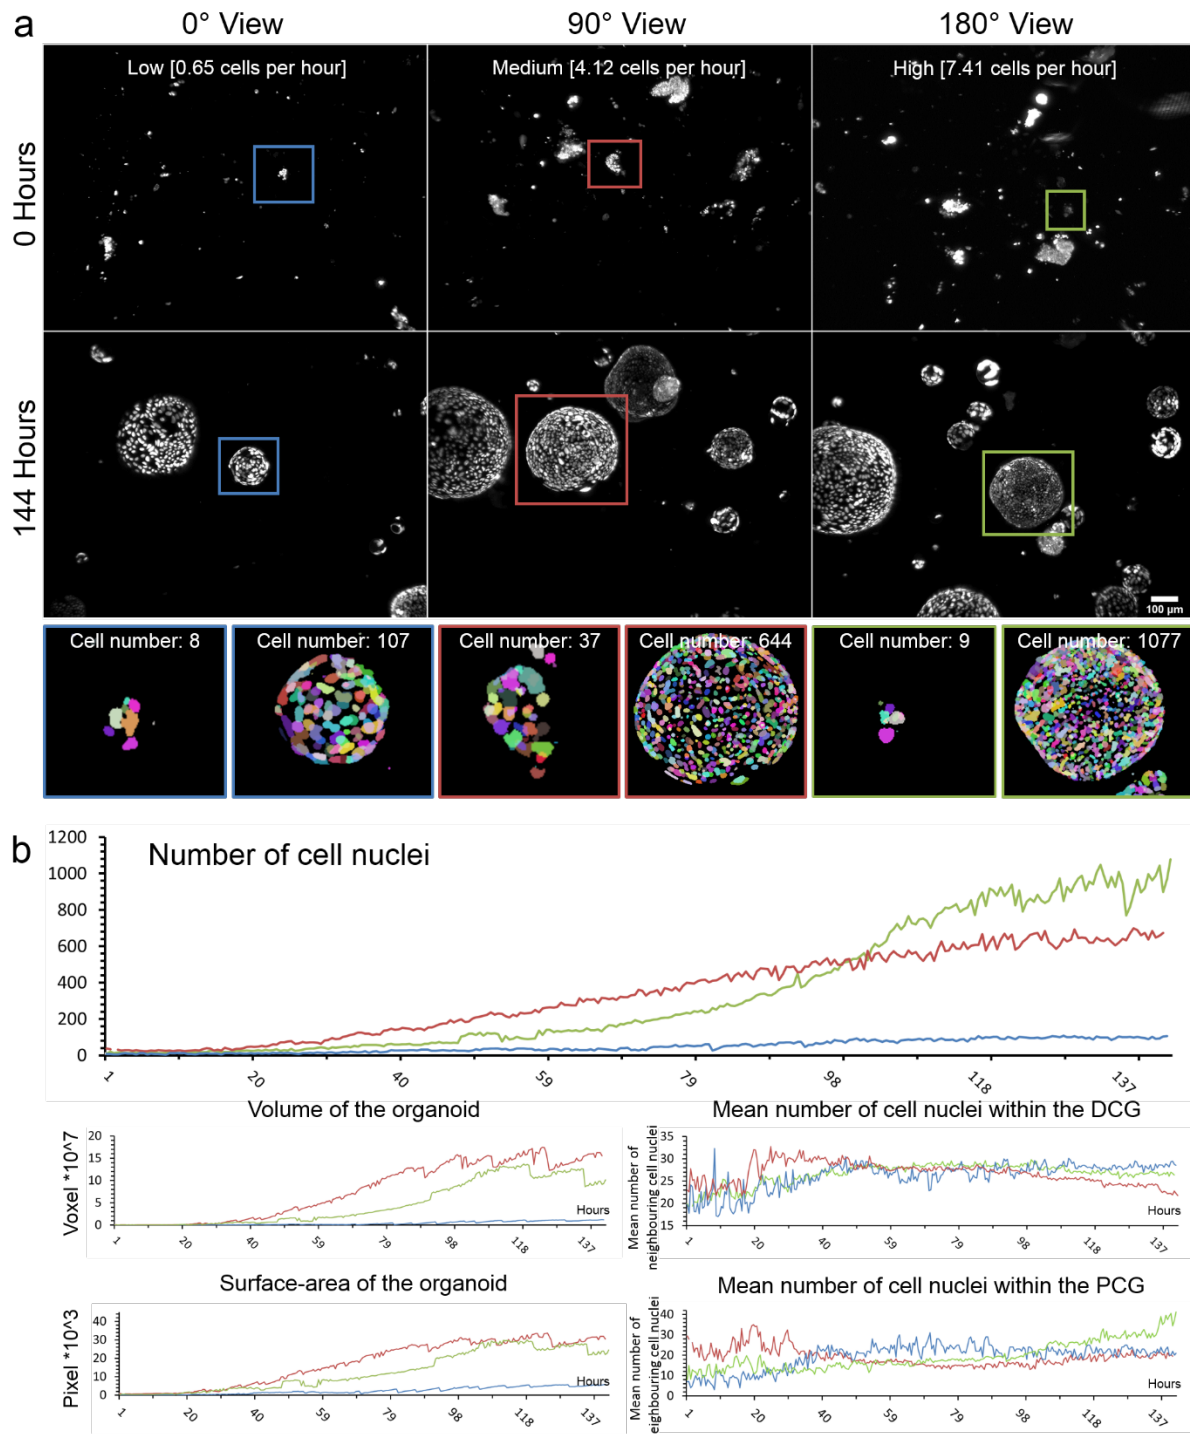 a
0° View
90° View
180° View
0 Hours
Low [0.65 cells per hour]
Medium [4.12 cells per hour]
High [7.41 cells per hour]
144 Hours
100 µm
Cell number: 8
Cell number: 107
Cell number: 37
Cell number: 644
Cell number: 9
Cell number: 1077
b
Number of cell nuclei
1200
1000
800
600
400
200
0
1 20 40 59 79 98 118 137
Volume of the organoid
Voxel *10^7
20
15
10
5
0
Hours
1 20 40 59 79 98 118 137
Mean number of cell nuclei within the DCG
Mean number of
neighbouring cell nuclei
35
30
25
20
15
Hours
1 20 40 59 79 98 118 137
Surface-area of the organoid
Pixel *10^3
40
30
20
10
0
Hours
1 20 40 59 79 98 118 137
Mean number of cell nuclei within the PCG
Mean number of
neighbouring cell nuclei
40
30
20
10
0
Hours
1 20 40 59 79 98 118 137